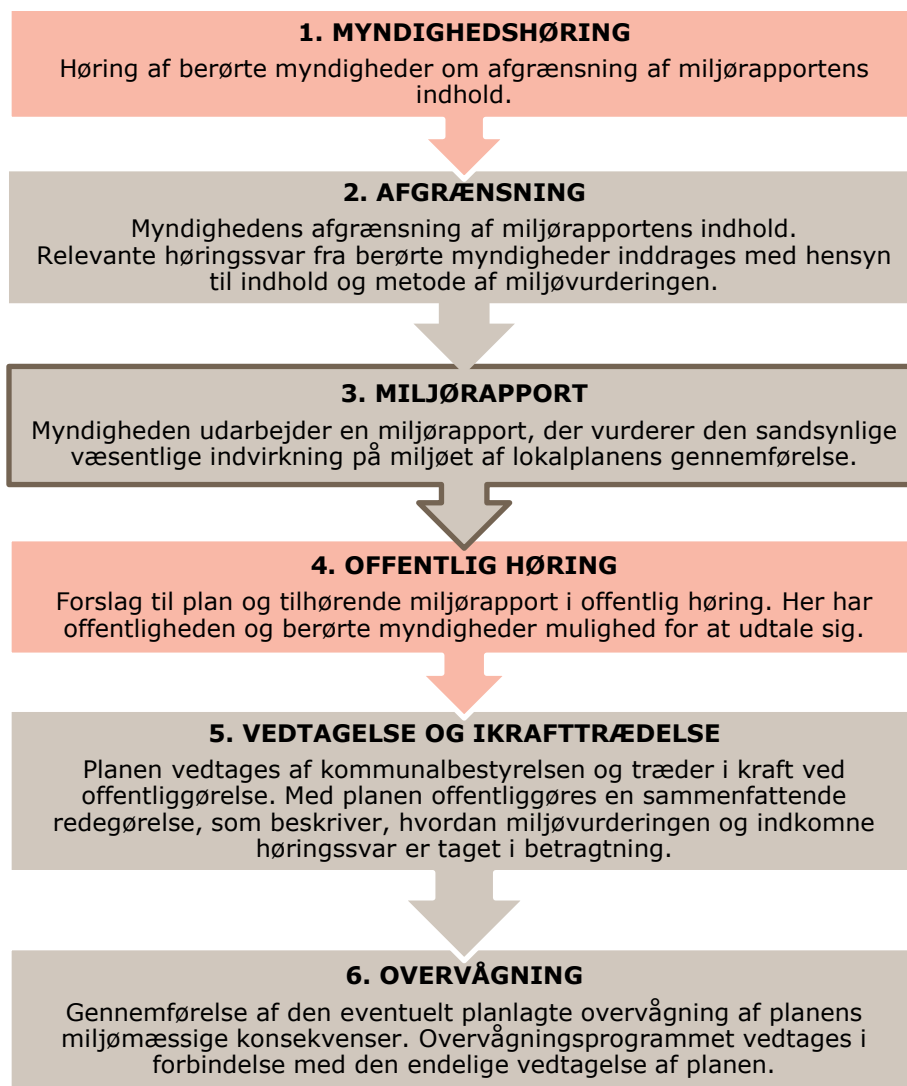 1. MYNDIGHEDSHØRING
Høring af berørte myndigheder om afgrænsning af miljørapportens
indhold.
2. AFGRÆNSNING
Myndighedens afgrænsning af miljørapportens indhold.
Relevante høringssvar fra berørte myndigheder inddrages med hensyn
til indhold og metode af miljøvurderingen.
3. MILJØRAPPORT
Myndigheden udarbejder en miljørapport, der vurderer den sandsynlige
væsentlige indvirkning på miljøet af lokalplanens gennemførelse.
4. OFFENTLIG HØRING
Forslag til plan og tilhørende miljørapport i offentlig høring. Her har
offentligheden og berørte myndigheder mulighed for at udtale sig.
5. VEDTAGELSE OG IKRAFTTRÆDELSE
Planen vedtages af kommunalbestyrelsen og træder i kraft ved
offentliggørelse. Med planen offentliggøres en sammenfattende
redegørelse, som beskriver, hvordan miljøvurderingen og indkomne
høringssvar er taget i betragtning.
6. OVERVÅGNING
Gennemførelse af den eventuelt planlagte overvågning af planens
miljømæssige konsekvenser. Overvågningsprogrammet vedtages i
forbindelse med den endelige vedtagelse af planen.